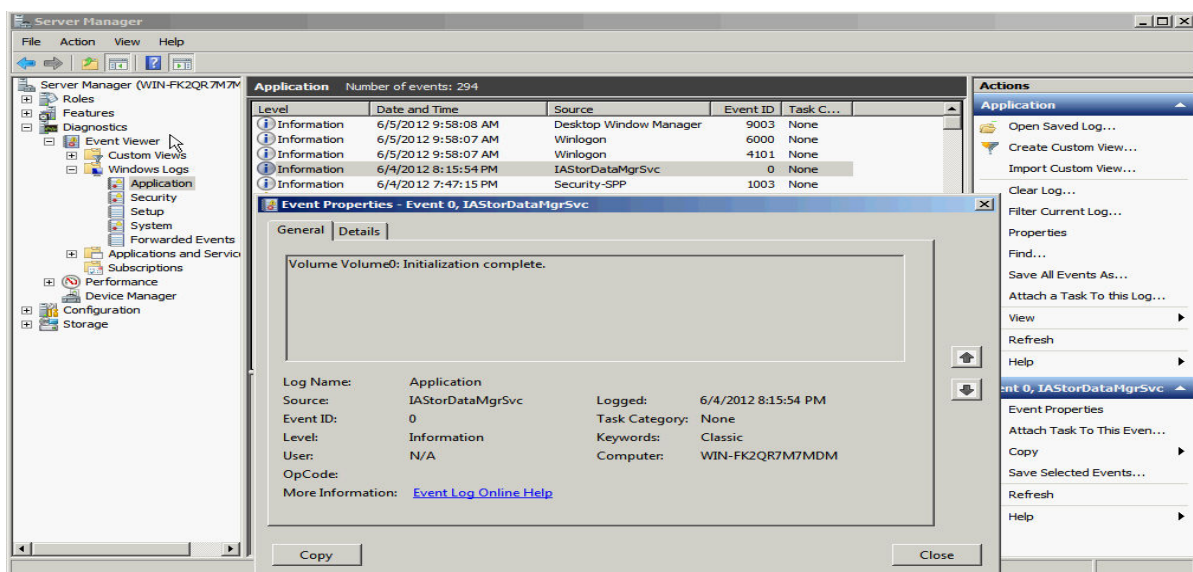 Server Manager
File Action View Help
Server Manager (WIN-FK2QR7M7M
Roles
Features
Diagnostics
Event Viewer
Custom Views
Windows Logs
Application
Security
Setup
System
Forwarded Events
Applications and Servic
Subscriptions
Performance
Device Manager
Configuration
Storage
Application Number of events: 294
Level Date and Time Source Event ID Task C...
Information 6/5/2012 9:58:08 AM Desktop Window Manager 9003 None
Information 6/5/2012 9:58:07 AM Winlogon 6000 None
Information 6/5/2012 9:58:07 AM Winlogon 4101 None
Information 6/4/2012 8:15:54 PM IAStorDataMgrSvc 0 None
Information 6/4/2012 7:47:15 PM Security-SPP 1003 None
Event Properties - Event 0, IAStorDataMgrSvc
General Details
Volume Volume0: Initialization complete.
Log Name: Application
Source: IAStorDataMgrSvc Logged: 6/4/2012 8:15:54 PM
Event ID: 0 Task Category: None
Level: Information Keywords: Classic
User: N/A Computer: WIN-FK2QR7M7MDM
OpCode:
More Information: Event Log Online Help
Copy Close
Actions
Application
Open Saved Log...
Create Custom View...
Import Custom View...
Clear Log...
Filter Current Log...
Properties
Find...
Save All Events As...
Attach a Task To this Log...
View
Refresh
Help
ent 0, IAStorDataMgrSvc
Event Properties
Attach Task To This Even...
Copy
Save Selected Events...
Refresh
Help